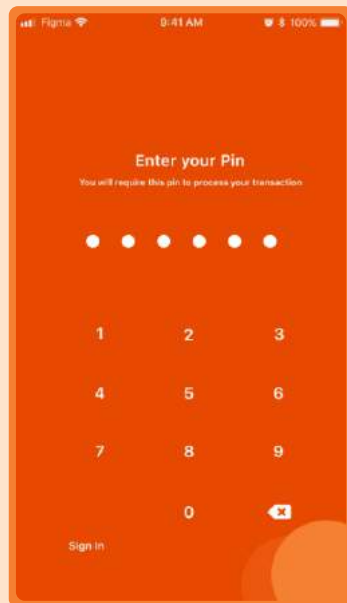 Figma 9:41 AM 100%
Enter your Pin
You will require this pin to process your transaction
1 2 3
4 5 6
7 8 9
0
Sign In